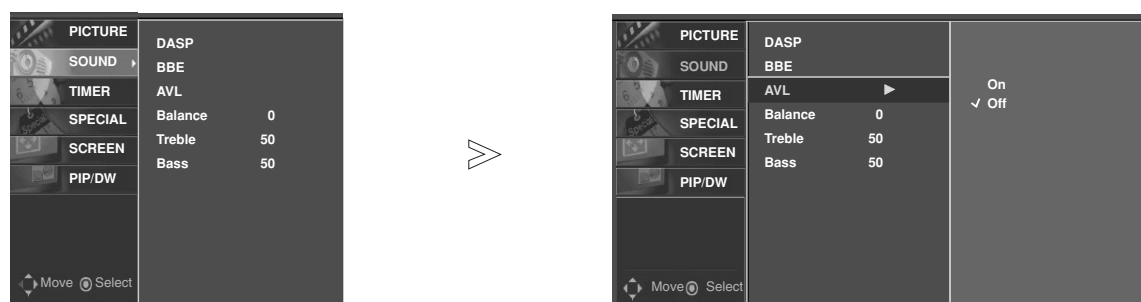 PICTURE
SOUND
TIMER
SPECIAL
SCREEN
PIP/DW
DASP
BBE
AVL
Balance 0
Treble 50
Bass 50
Move Select
PICTURE
SOUND
TIMER
SPECIAL
SCREEN
PIP/DW
DASP
BBE
AVL
Balance 0
Treble 50
Bass 50
On
Off
Move Select